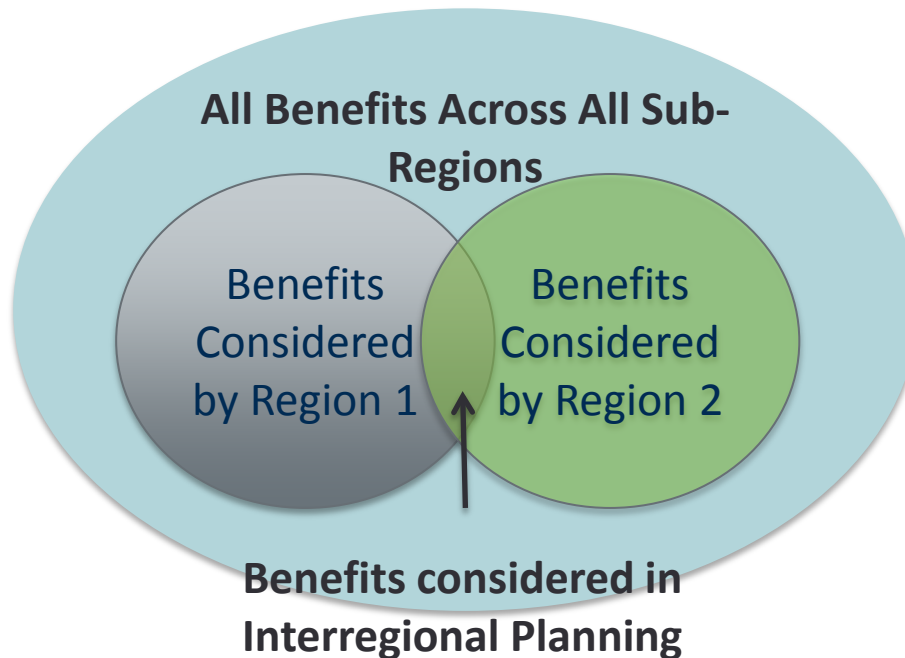 All Benefits Across All Sub-
Regions
Benefits
Considered
by Region 1
Benefits
Considered
by Region 2
Benefits considered in
Interregional Planning